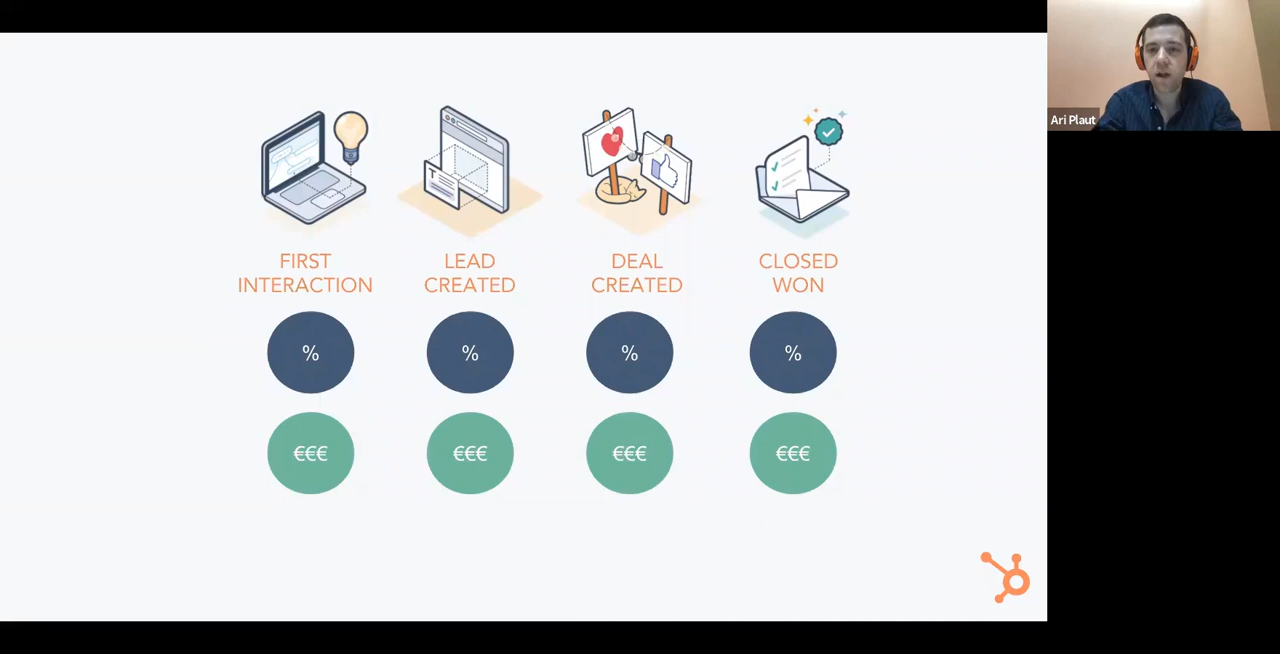 Ari Plaut
FIRST
INTERACTION
LEAD
CREATED
DEAL
CREATED
CLOSED
WON
%
%
%
%
€€€
€€€
€€€
€€€
T